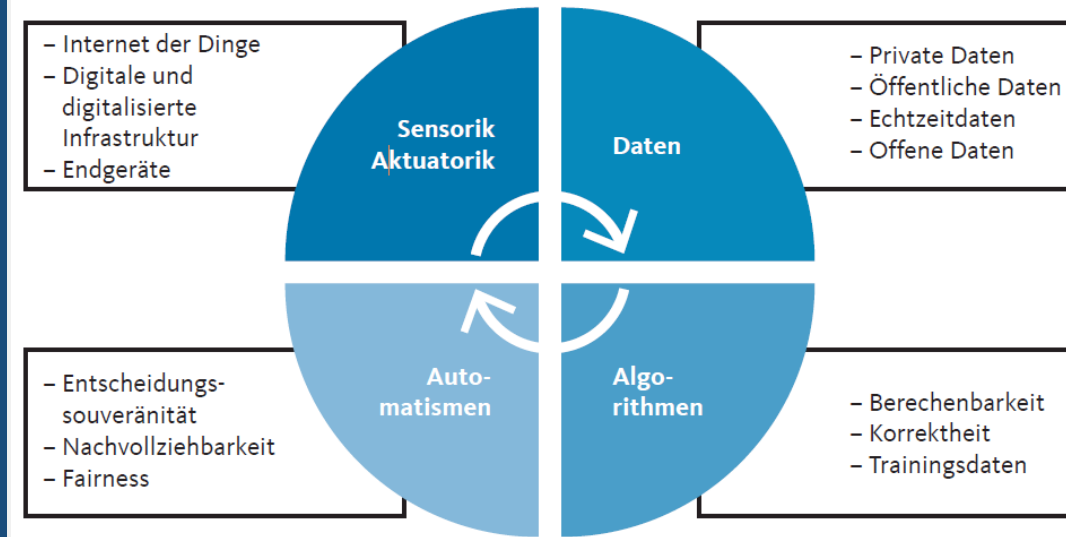 – Internet der Dinge
– Digitale und
digitalisierte
Infrastruktur
– Endgeräte
Sensorik
Aktuatorik
Daten
– Private Daten
– Öffentliche Daten
– Echtzeitdaten
– Offene Daten
– Entscheidungs-
souveränität
– Nachvollziehbarkeit
– Fairness
Auto-
matismen
Algo-
rithmen
– Berechenbarkeit
– Korrektheit
– Trainingsdaten